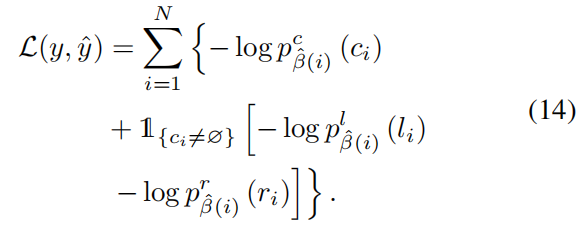 $\mathcal{L}(y, \hat{y}) = \sum_{i=1}^{N} \Big\{ -\log p^{c}_{\hat{\beta}(i)} (c_i)$
$+ \mathbb{1}_{\{c_i \neq \varnothing\}} \Big[ -\log p^{l}_{\hat{\beta}(i)} (l_i)$ (14)
$-\log p^{r}_{\hat{\beta}(i)} (r_i) \Big] \Big\}.$